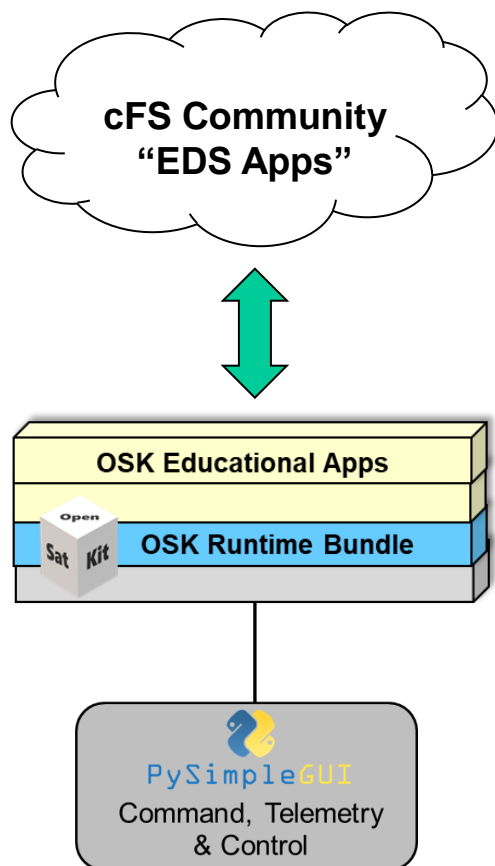 cFS Community
“EDS Apps”
OSK Educational Apps
Open
Sat Kit
OSK Runtime Bundle
PySimpleGUI
Command, Telemetry
& Control